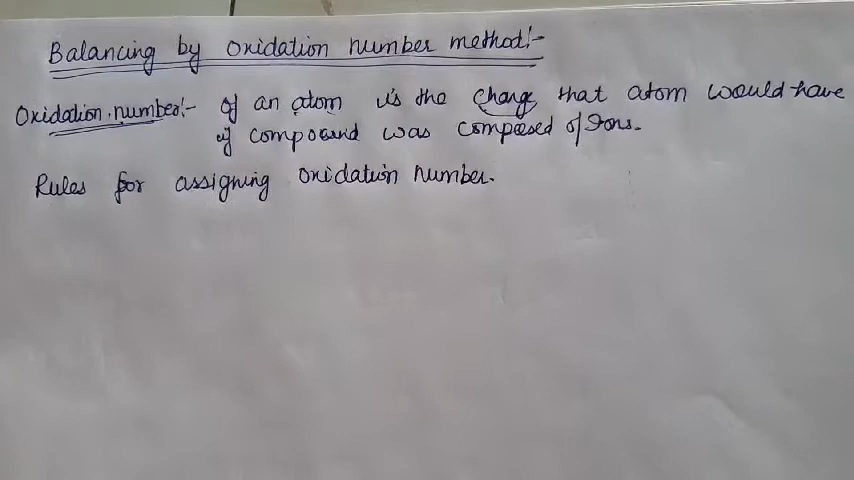 Balancing by oxidation number method:-
Oxidation number:- of an atom is the charge that atom would have
if compound was composed of Ions.
Rules for assigning oxidation number.